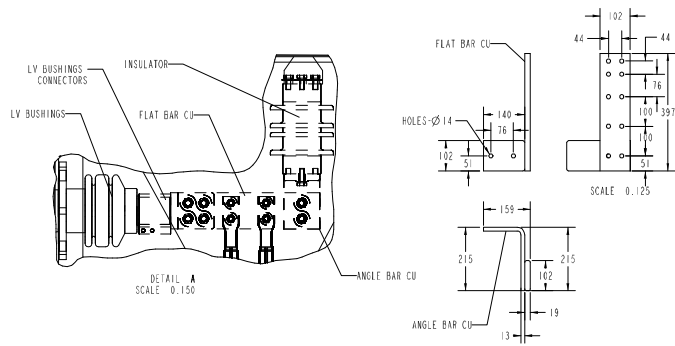 LV BUSHINGS
CONNECTORS
INSULATOR
LV BUSHINGS
FLAT BAR CU
DETAIL A
SCALE 0.150
ANGLE BAR CU
FLAT BAR CU
140
76
HOLES-Ø14
102
51
102
44
44
76
100
397
100
51
SCALE 0.125
159
215
215
102
19
ANGLE BAR CU
13